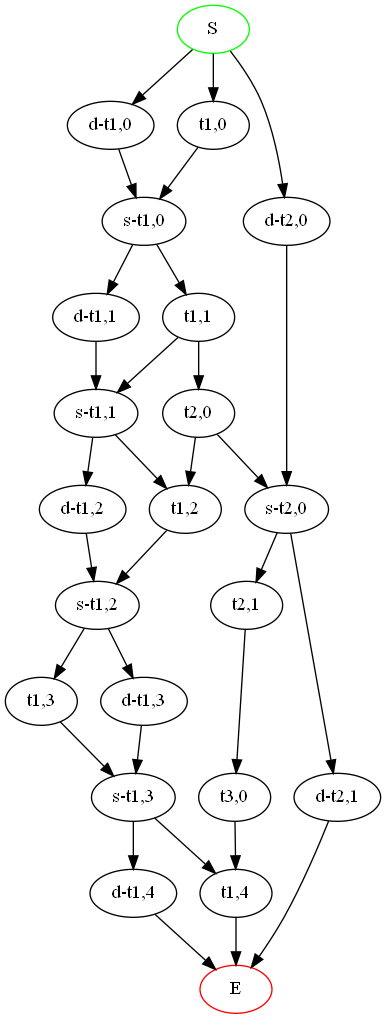 S
d-t1,0
t1,0
s-t1,0
d-t2,0
d-t1,1
t1,1
s-t1,1
t2,0
d-t1,2
t1,2
s-t2,0
s-t1,2
t2,1
t1,3
d-t1,3
s-t1,3
t3,0
d-t2,1
d-t1,4
t1,4
E